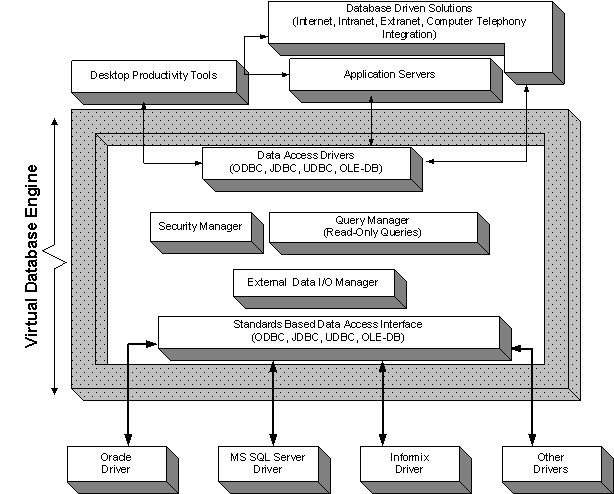 Database Driven Solutions
(Internet, Intranet, Extranet, Computer Telephony
Integration)
Desktop Productivity Tools
Application Servers
Data Access Drivers
(ODBC, JDBC, UDBC, OLE-DB)
Security Manager
Query Manager
(Read-Only Queries)
External Data I/O Manager
Standards Based Data Access Interface
(ODBC, JDBC, UDBC, OLE-DB)
Virtual Database Engine
Oracle
Driver
MS SQL Server
Driver
Informix
Driver
Other
Drivers